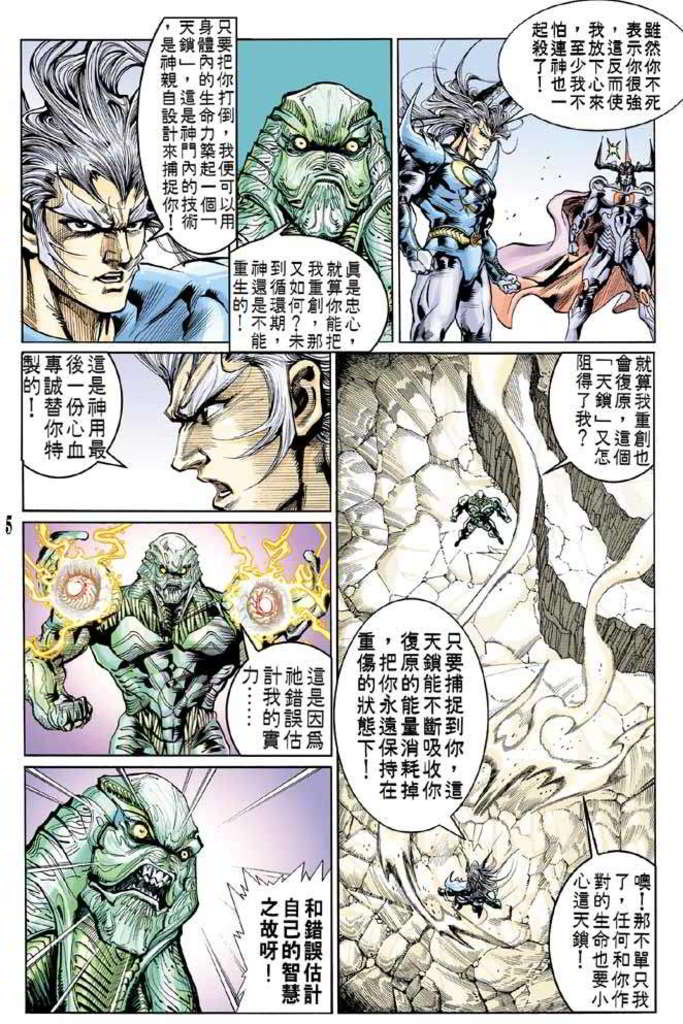 雖然你不死
表示你很強
，這反而使
我放下心來
，至少我不
怕連神也一
起殺了！
真是忠心，
就算你能把
我重創，那
又如何？未
到循環期，
神還是不能
重生的！
只要把你打倒，我便可以用
身體內的生命力築起一個「
天鎖」，這是神門內的技術
，是神親自設計來捕捉你！
就算我重創也
會復原，這個
「天鎖」又怎
阻得了我？
這是神用最
後一份心血
專誠替你特
製的！
只要捕捉到你，這
天鎖能不斷吸收你
復原的能量消耗掉
，把你永遠保持在
重傷的狀態下！
噢！那不單只我
了，任何和你作
對的生命也要小
心這天鎖！
這是因為
祂錯誤估
計我的實
力……
和錯誤估計
自己的智慧
之故呀！
5